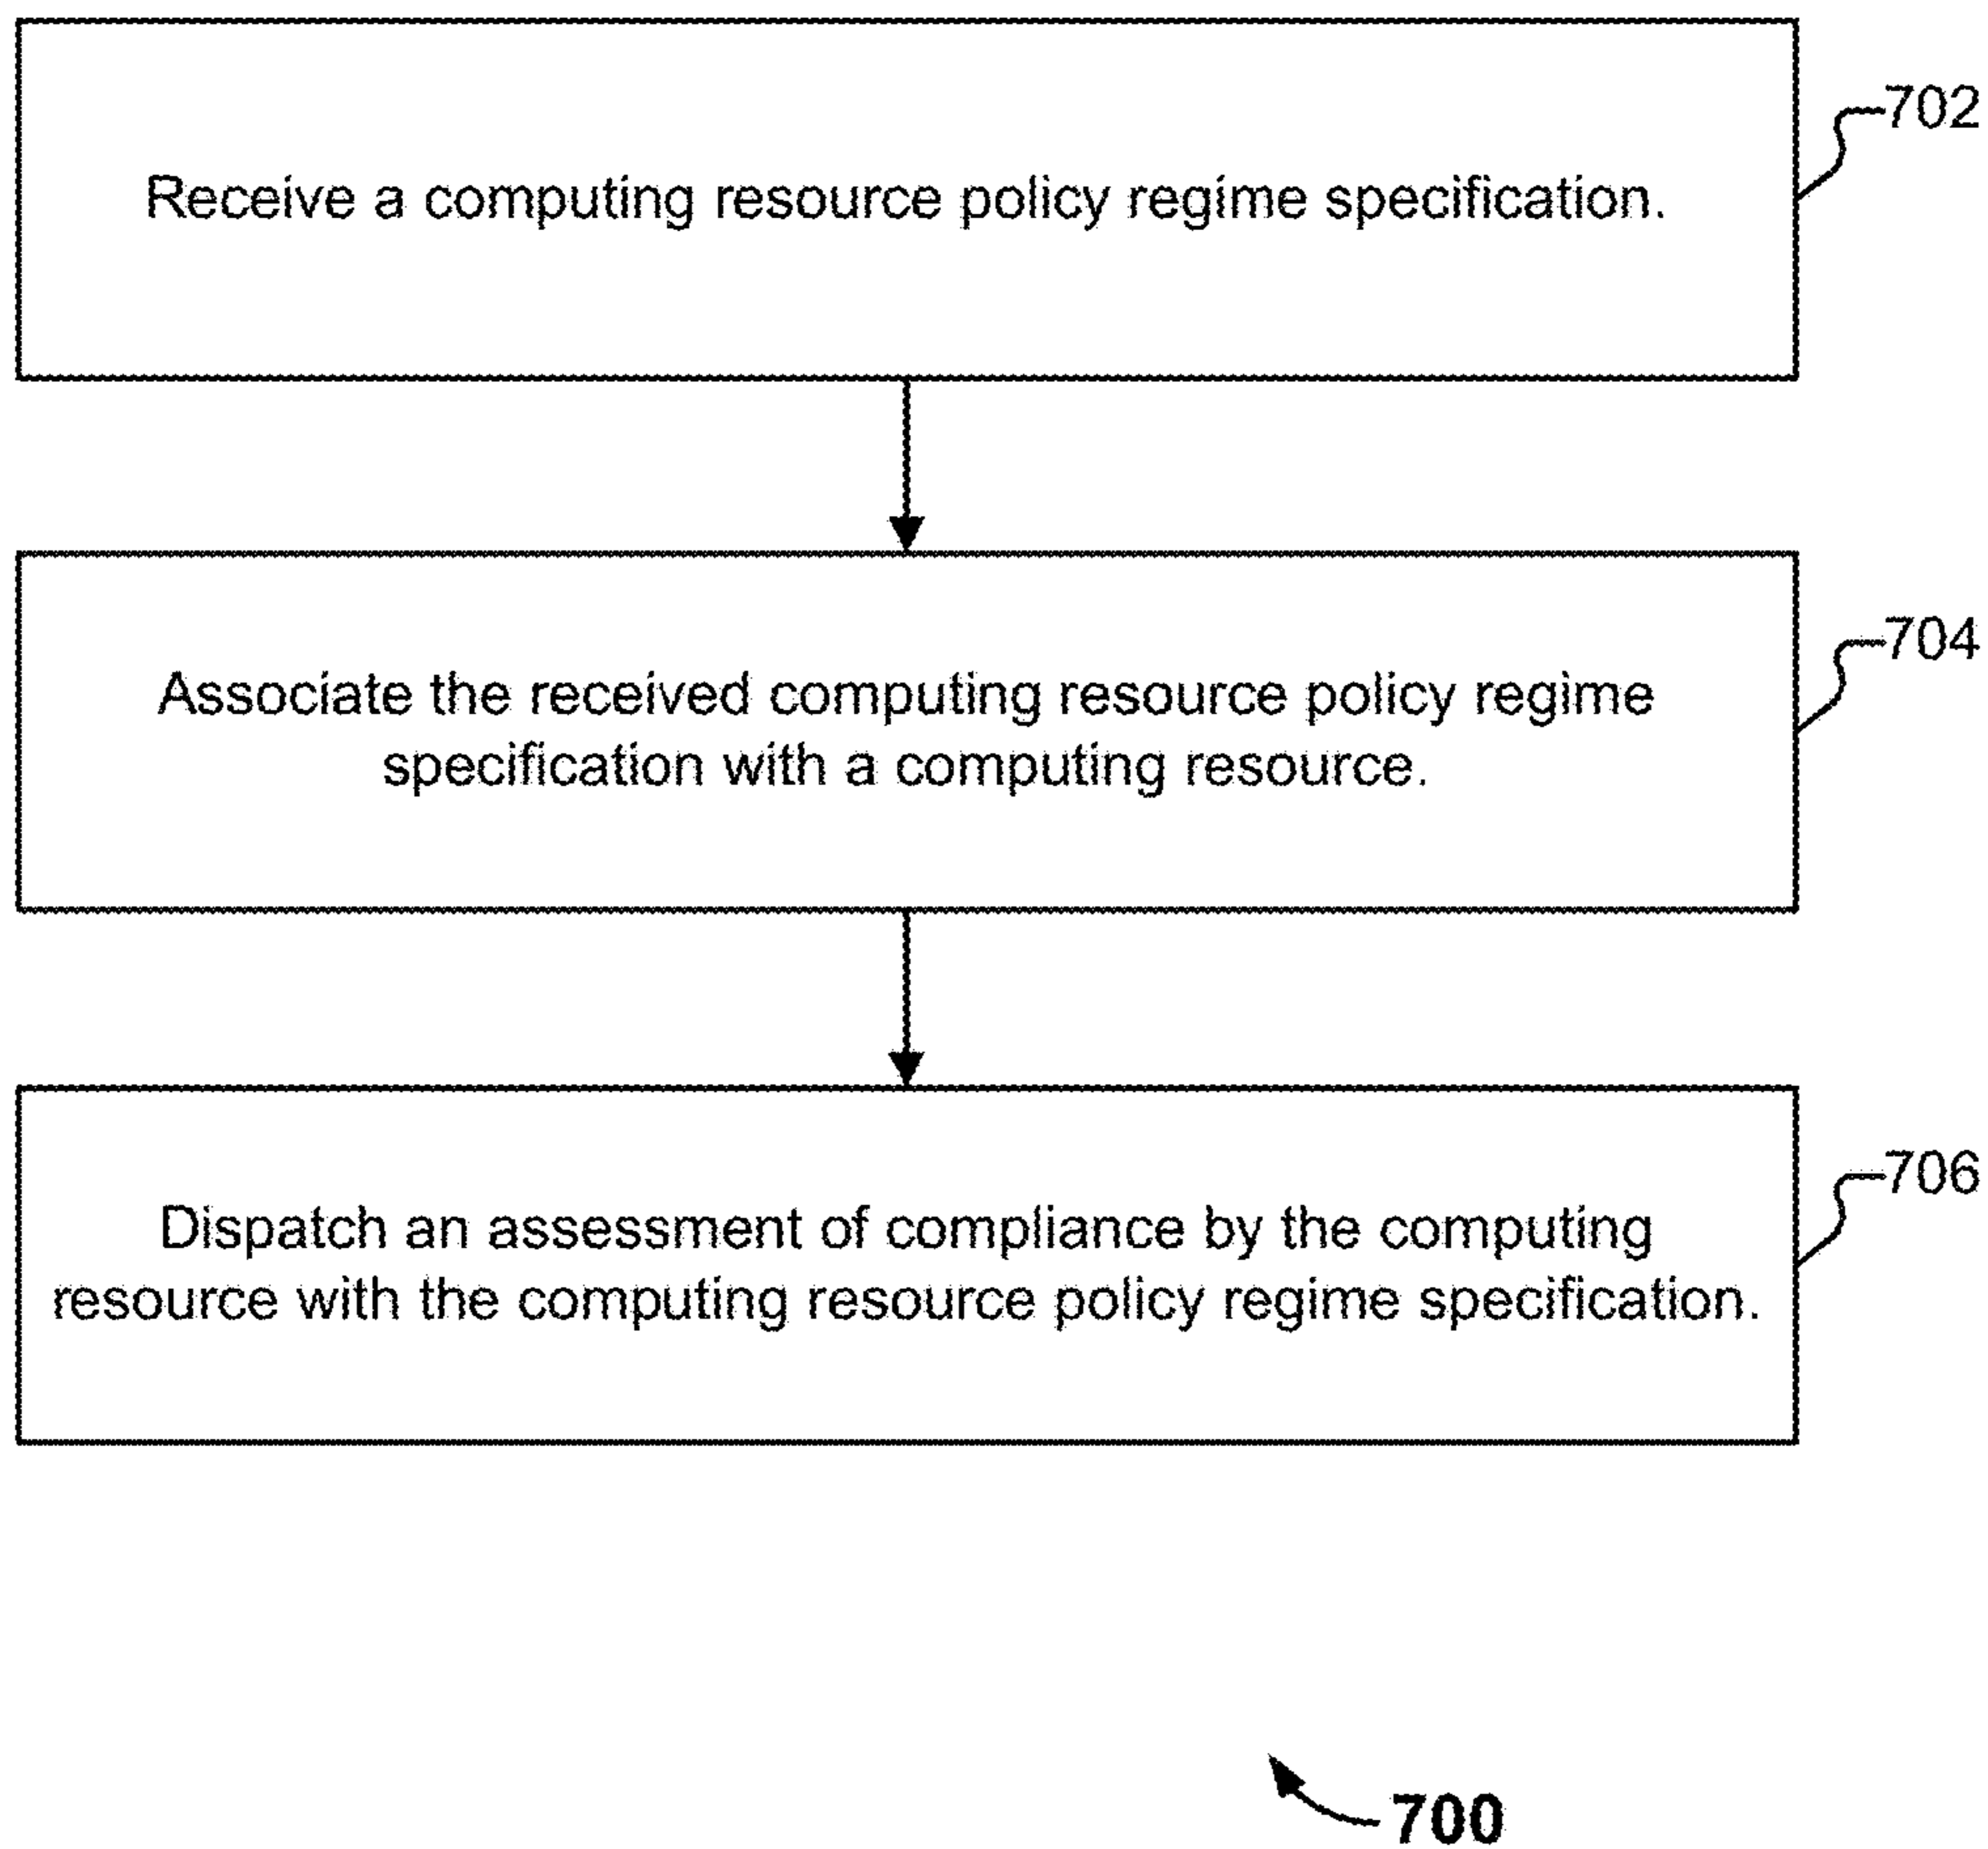 Receive a computing resource policy regime specification.
702
Associate the received computing resource policy regime
specification with a computing resource.
704
Dispatch an assessment of compliance by the computing
resource with the computing resource policy regime specification.
706
700